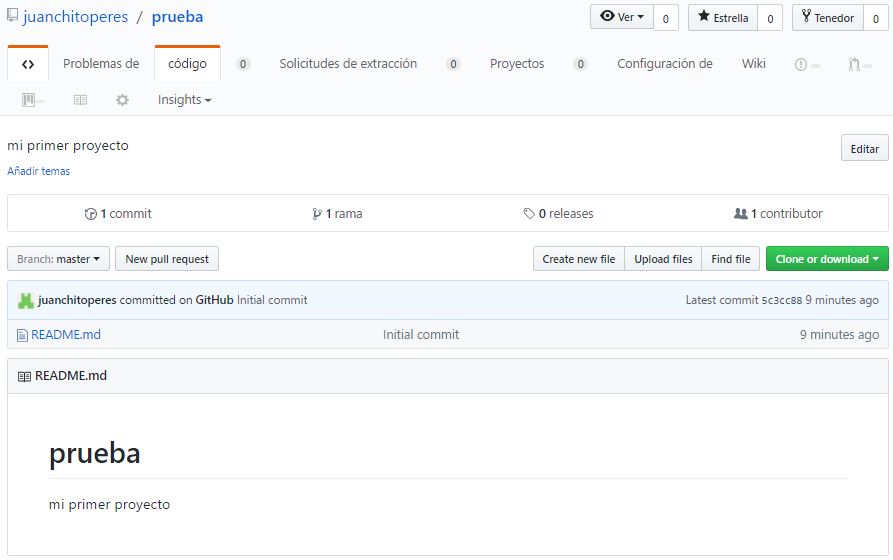 juanchitoperes / prueba
Ver 0 Estrella 0 Tenedor 0
Problemas de código 0 Solicitudes de extracción 0 Proyectos 0 Configuración de Wiki
Insights
mi primer proyecto
Editar
Añadir temas
1 commit 1 rama 0 releases 1 contributor
Branch: master New pull request Create new file Upload files Find file Clone or download
juanchitoperes committed on GitHub Initial commit Latest commit 5c3cc88 9 minutes ago
README.md Initial commit 9 minutes ago
README.md
prueba
mi primer proyecto